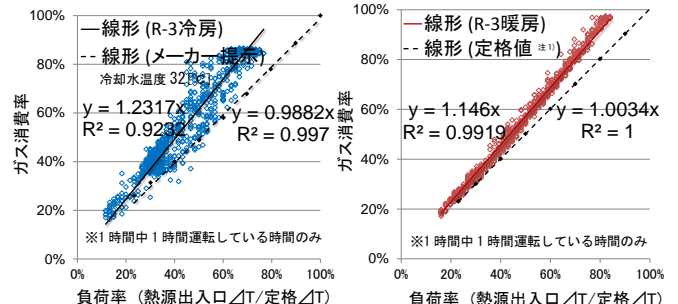 100%
80%
60%
40%
20%
0%
ガス消費率
線形 (R-3冷房)
線形 (メーカー提示)
冷却水温度 32℃
y = 1.2317x
R² = 0.9232
y = 0.9882x
R² = 0.997
※1 時間中 1 時間運転している時間のみ
0% 20% 40% 60% 80% 100%
負荷率（熱源出入口⊿T/定格⊿T）
100%
80%
60%
40%
20%
0%
ガス消費率
線形 (R-3暖房)
線形 (定格値 注1)
y = 1.146x
R² = 0.9919
y = 1.0034x
R² = 1
※1 時間中 1 時間運転している時間のみ
0% 20% 40% 60% 80% 100%
負荷率（熱源出入口⊿T/定格⊿T）